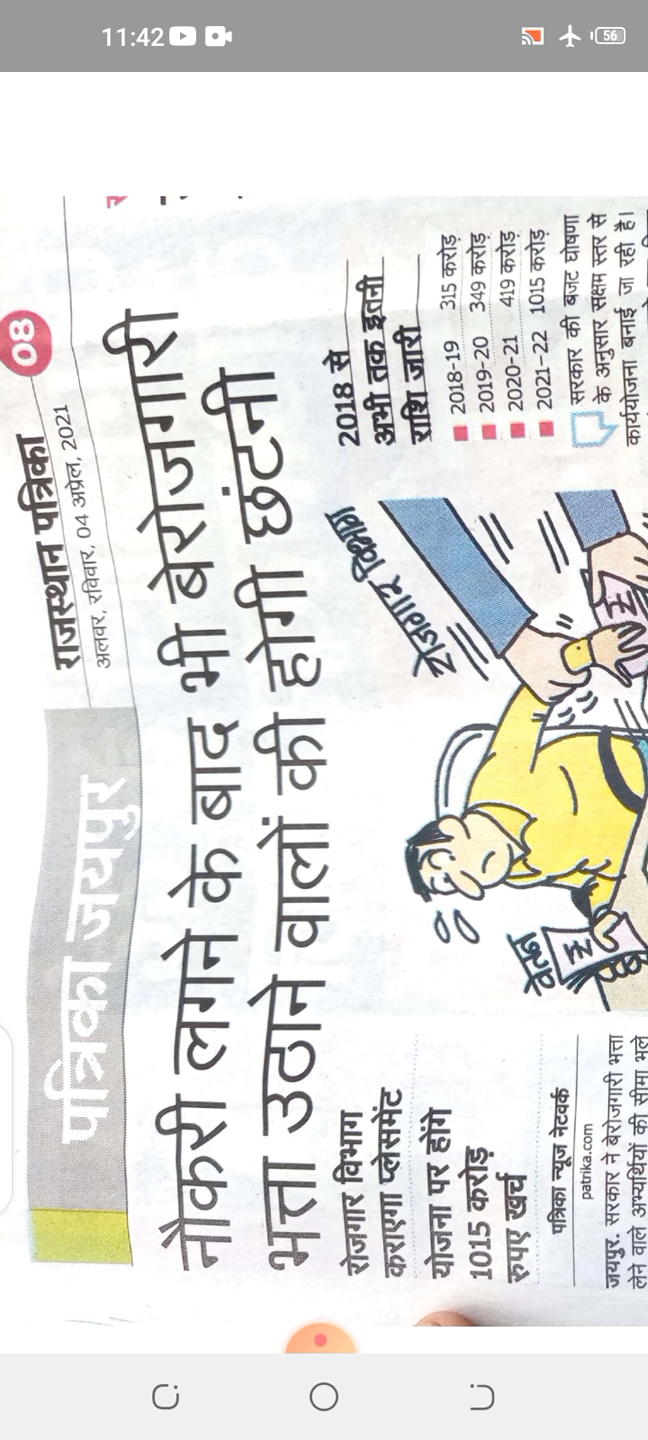 11:42
56
08
राजस्थान पत्रिका
अलवर, रविवार, 04 अप्रेल, 2021
पत्रिका जयपुर
नौकरी लगाने के बाद भी बेरोजगारी
भत्ता उठाने वालों की होगी छंटनी
रोजगार विभाग
कराएगा प्लेसमेंट
योजना पर होंगे
1015 करोड़
रुपए खर्च
पत्रिका न्यूज नेटवर्क
patrika.com
जयपुर. सरकार ने बेरोजगारी भत्ता
लेने वाले अभ्यर्थियों की सीमा भले
रोजगार विभाग
वेतन
₹
₹
2018 से
अभी तक इतनी
राशि जारी
2018-19 315 करोड़
2019-20 349 करोड़
2020-21 419 करोड़
2021-22 1015 करोड़
सरकार की बजट घोषणा
के अनुसार सक्षम स्तर से
कार्ययोजना बनाई जा रही है।